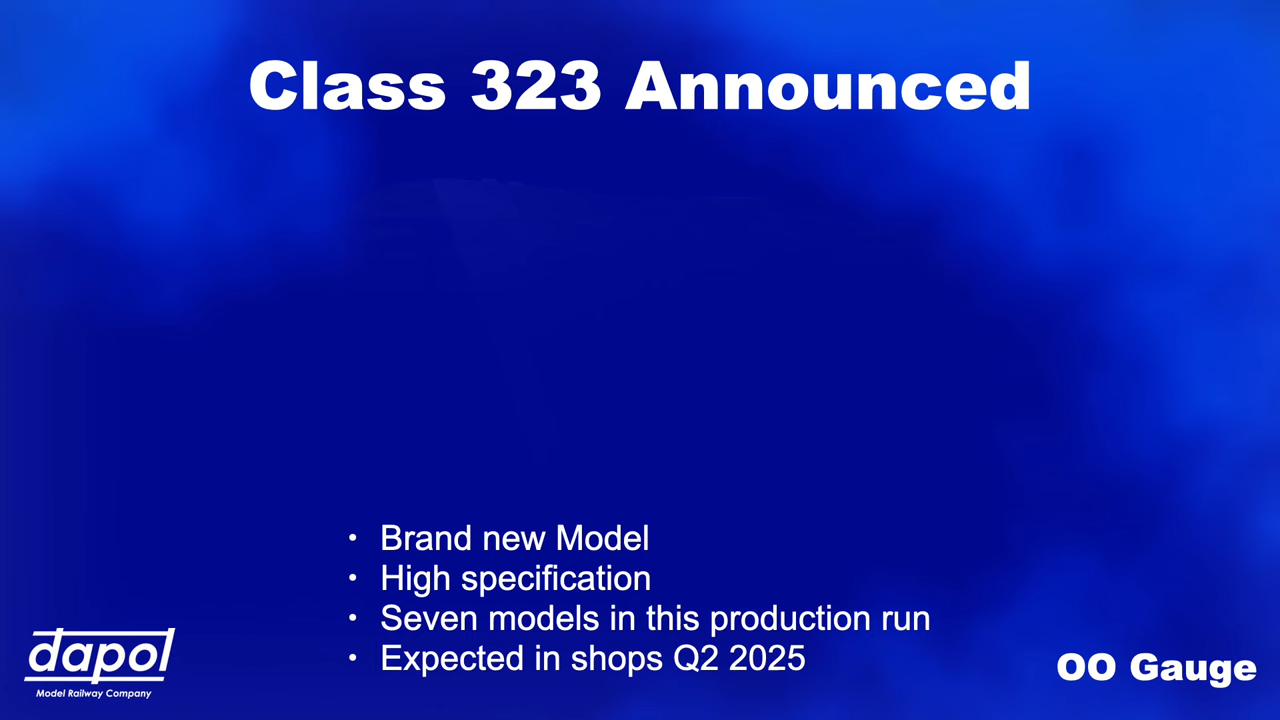 Class 323 Announced
• Brand new Model
• High specification
• Seven models in this production run
• Expected in shops Q2 2025
dapol
Model Railway Company
OO Gauge